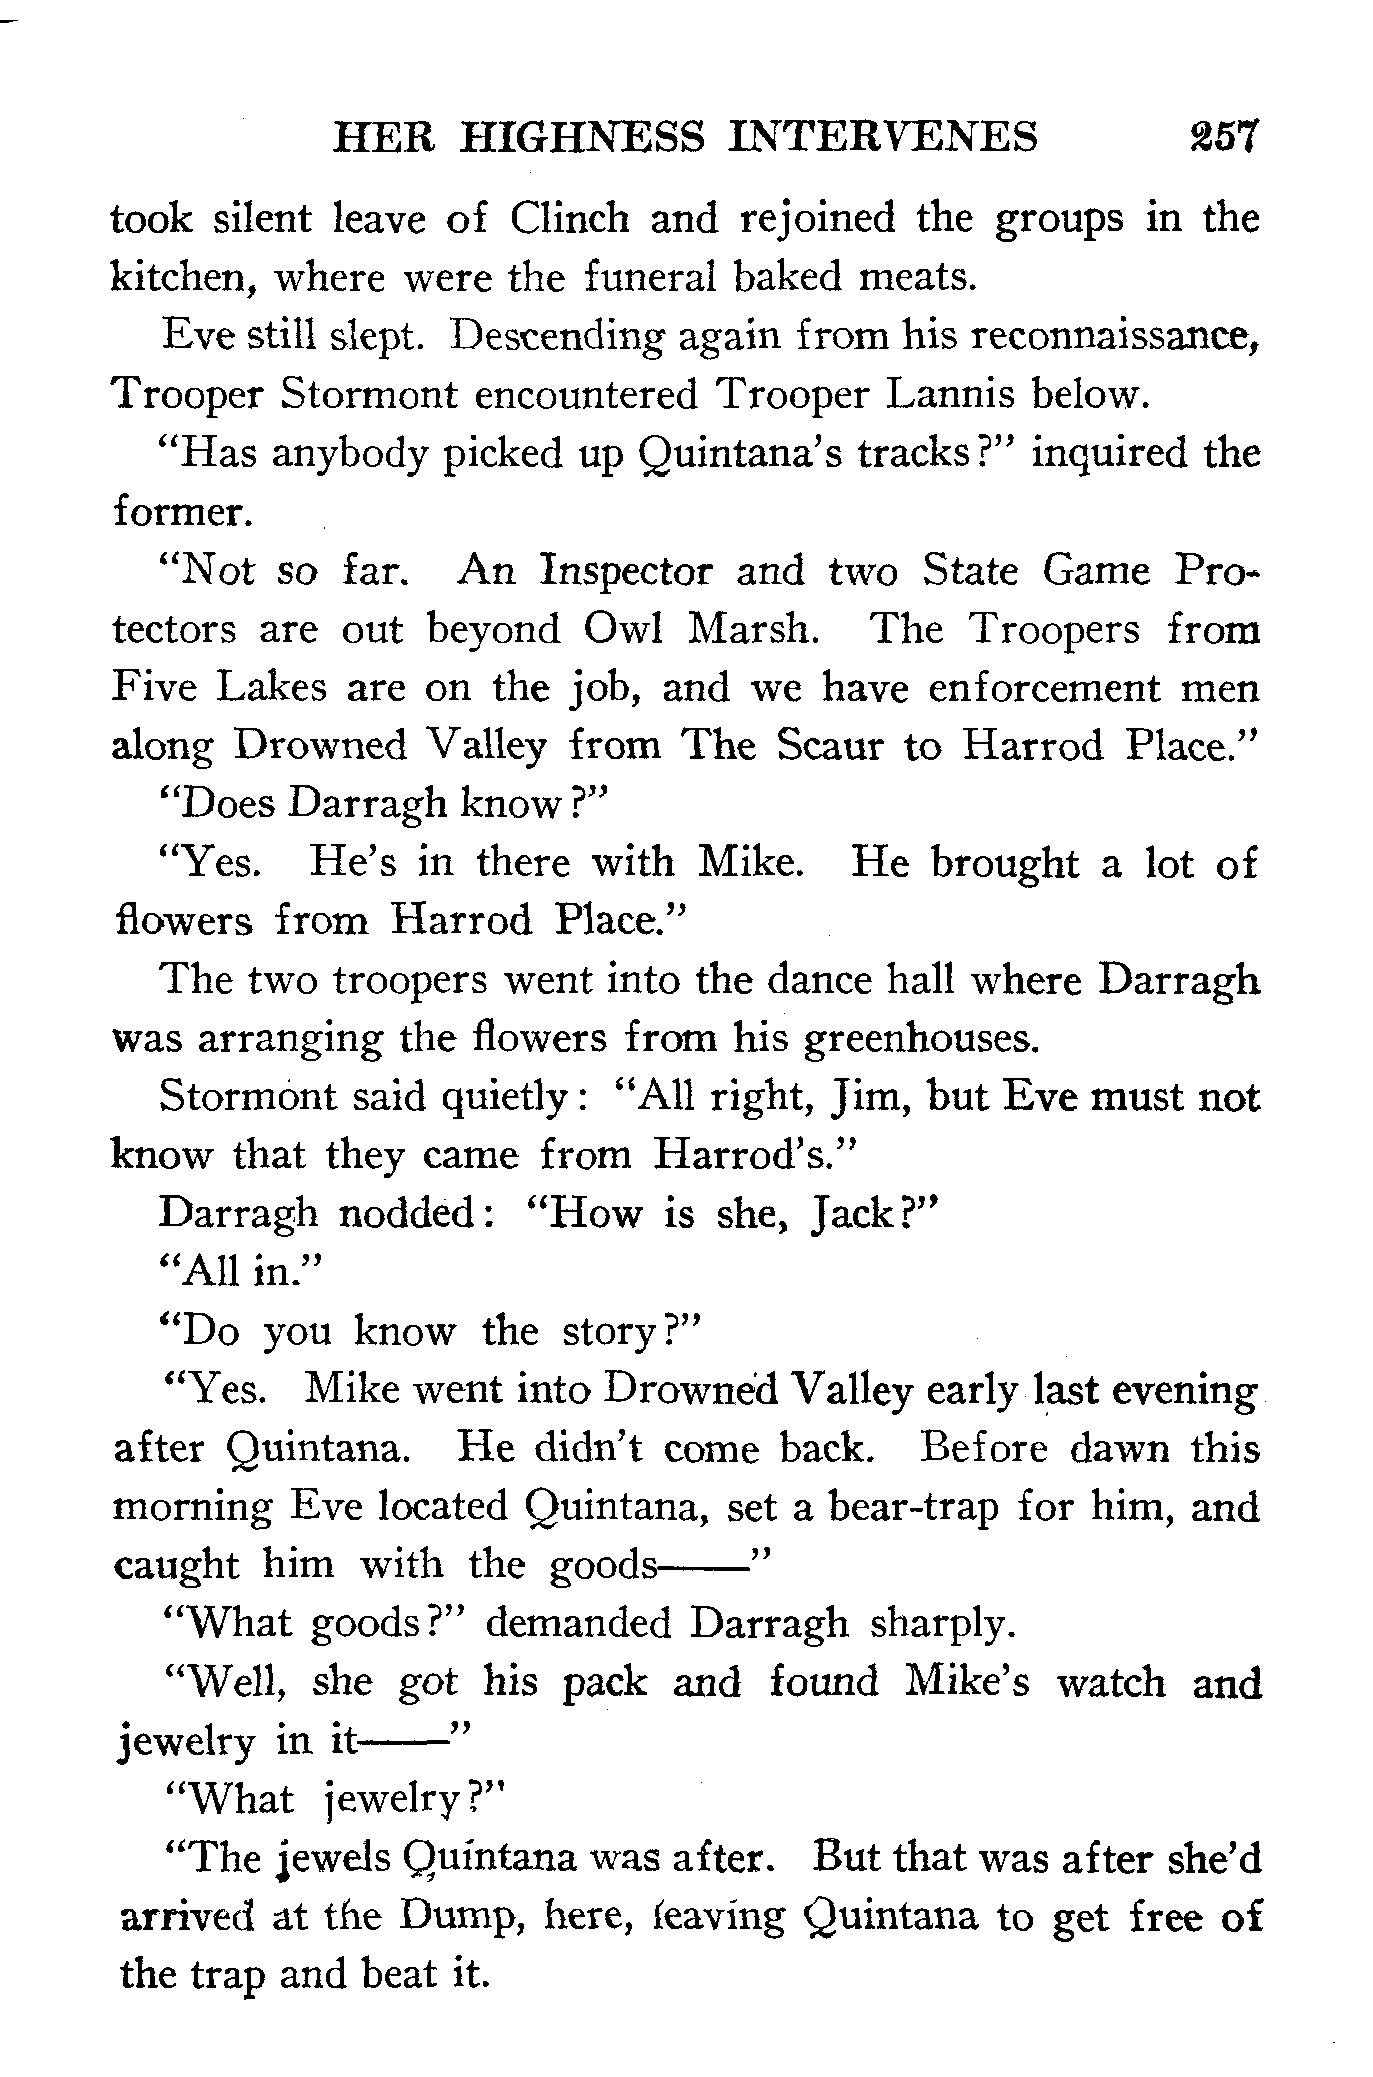 HER HIGHNESS INTERVENES 257
took silent leave of Clinch and rejoined the groups in the
kitchen, where were the funeral baked meats.
Eve still slept. Descending again from his reconnaissance,
Trooper Stormont encountered Trooper Lannis below.
“Has anybody picked up Quintana’s tracks?” inquired the
former.
“Not so far. An Inspector and two State Game Pro-
tectors are out beyond Owl Marsh. The Troopers from
Five Lakes are on the job, and we have enforcement men
along Drowned Valley from The Scaur to Harrod Place.”
“Does Darragh know?”
“Yes. He’s in there with Mike. He brought a lot of
flowers from Harrod Place.”
The two troopers went into the dance hall where Darragh
was arranging the flowers from his greenhouses.
Stormont said quietly: “All right, Jim, but Eve must not
know that they came from Harrod’s.”
Darragh nodded: “How is she, Jack?”
“All in.”
“Do you know the story?”
“Yes. Mike went into Drowned Valley early last evening
after Quintana. He didn’t come back. Before dawn this
morning Eve located Quintana, set a bear-trap for him, and
caught him with the goods——”
“What goods?” demanded Darragh sharply.
“Well, she got his pack and found Mike’s watch and
jewelry in it——”
“What jewelry?”
“The jewels Quintana was after. But that was after she’d
arrived at the Dump, here, leaving Quintana to get free of
the trap and beat it.